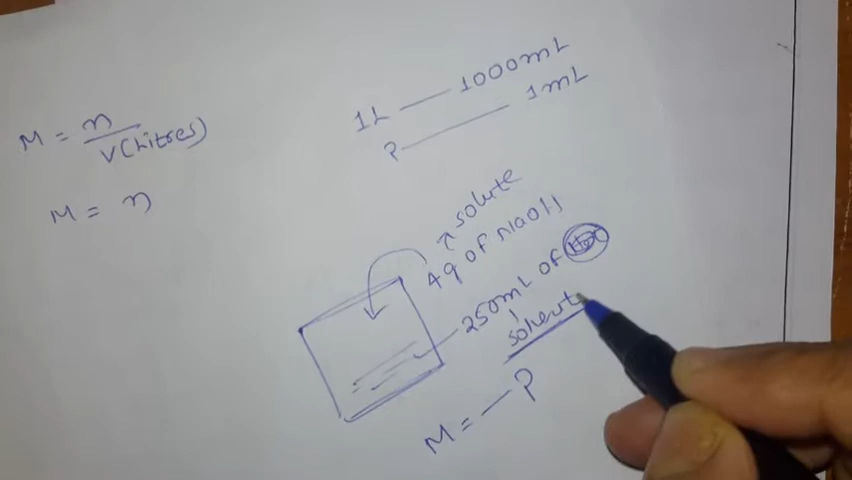 M = n
V(Litres)
M = n
1L — 1000mL
? — 1mL
solute
4g of NaOH
250mL of
solvent
M = — ?